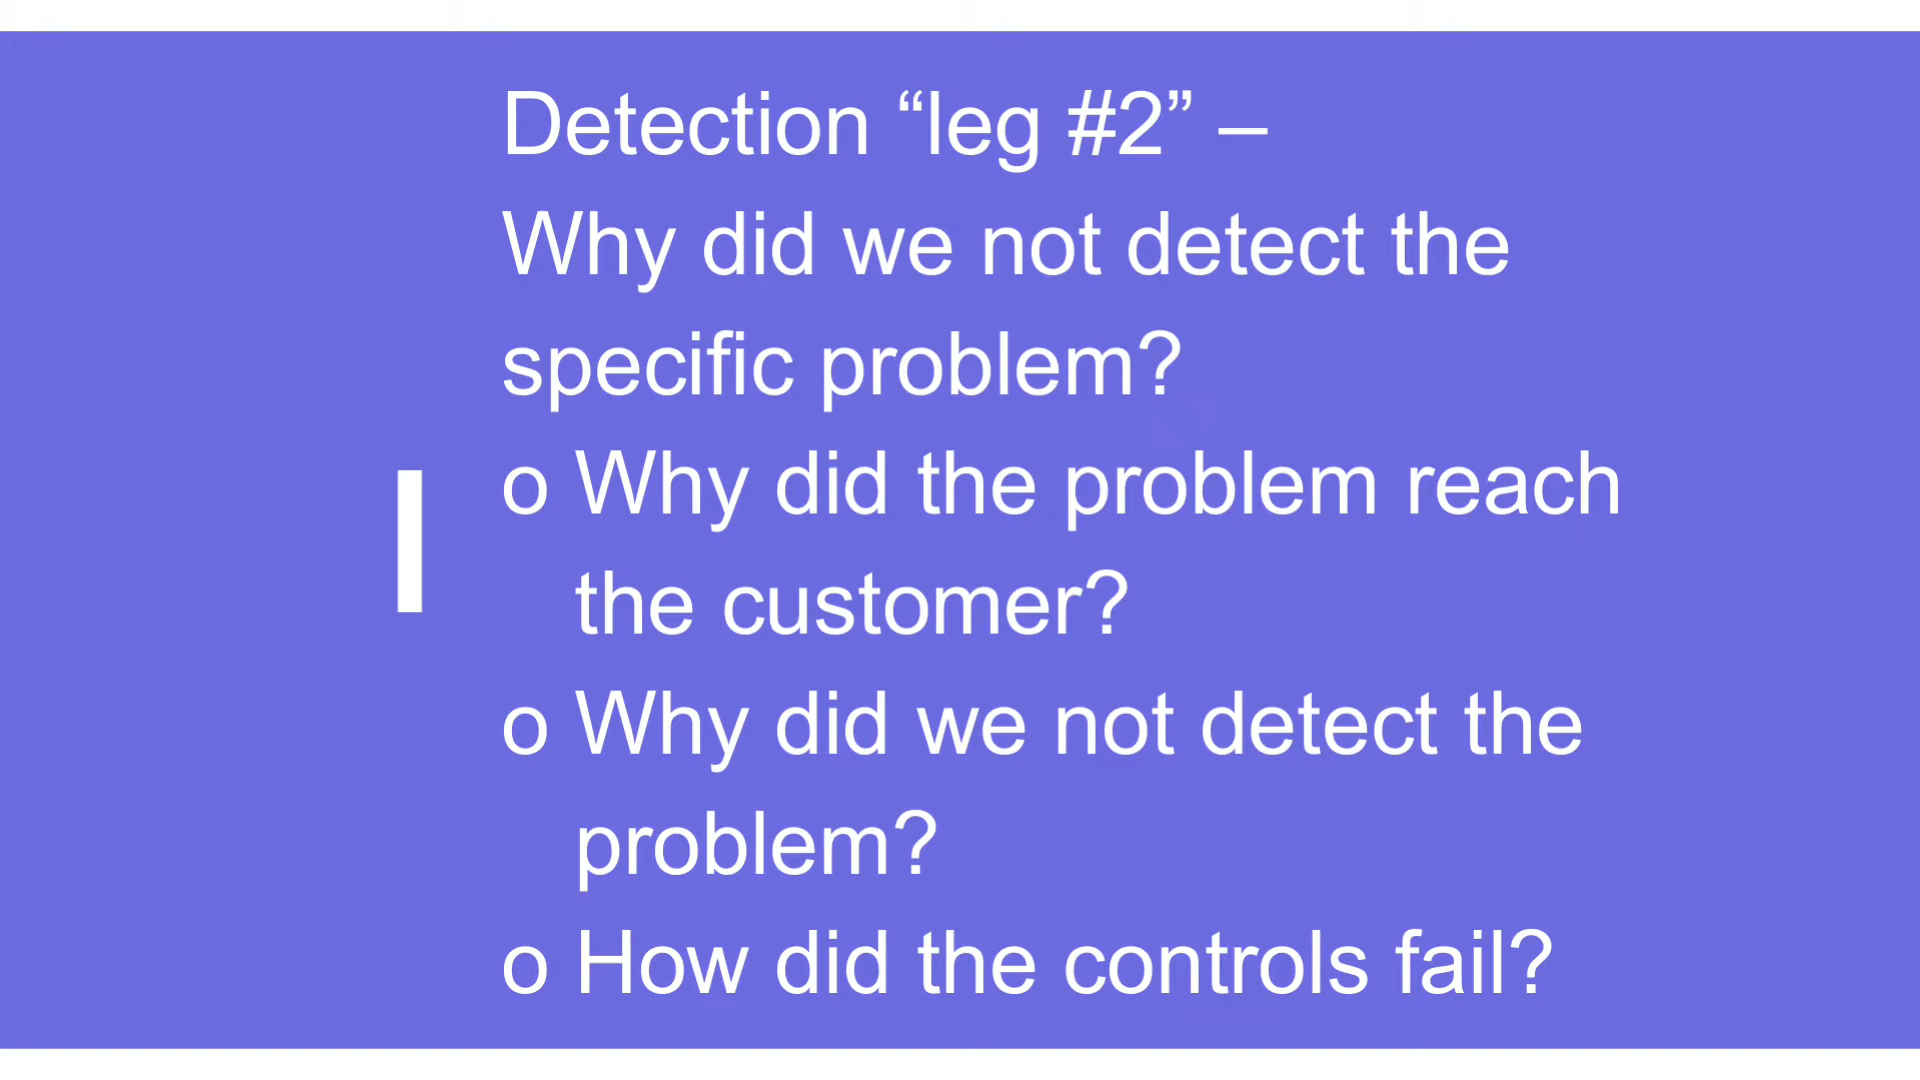 Detection “leg #2” –
Why did we not detect the
specific problem?
o Why did the problem reach
the customer?
o Why did we not detect the
problem?
o How did the controls fail?